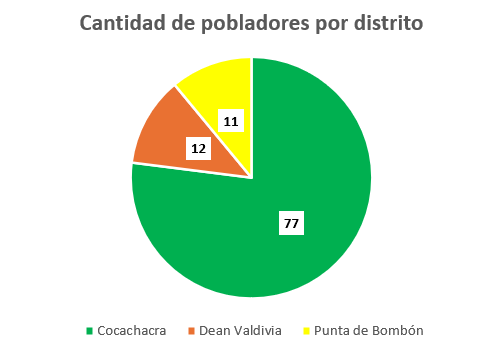 Cantidad de pobladores por distrito
11
12
77
Cocachacra Dean Valdivia Punta de Bombón